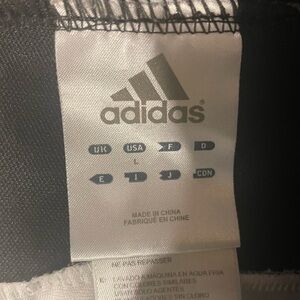 adidas®
UK USA F D
L
E I J CON
MADE IN CHINA
FABRIQUÉ EN CHINE
NE PAS REPASSER
E: LAVADO A MAQUINA EN AGUA FRIA
CON COLORES SIMILARES